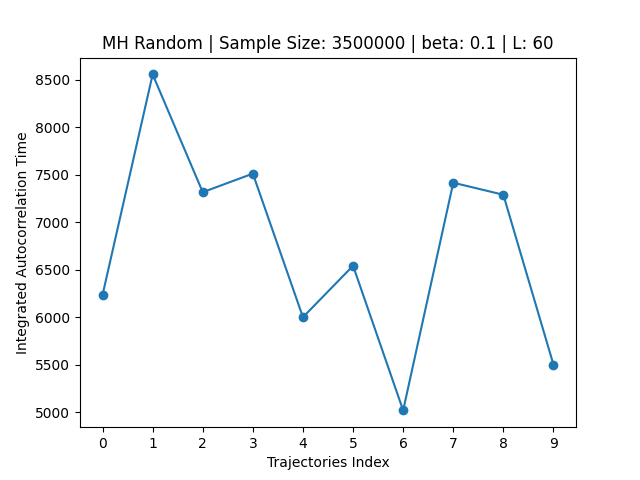 MH Random | Sample Size: 3500000 | beta: 0.1 | L: 60
Integrated Autocorrelation Time
8500
8000
7500
7000
6500
6000
5500
5000
0 1 2 3 4 5 6 7 8 9
Trajectories Index